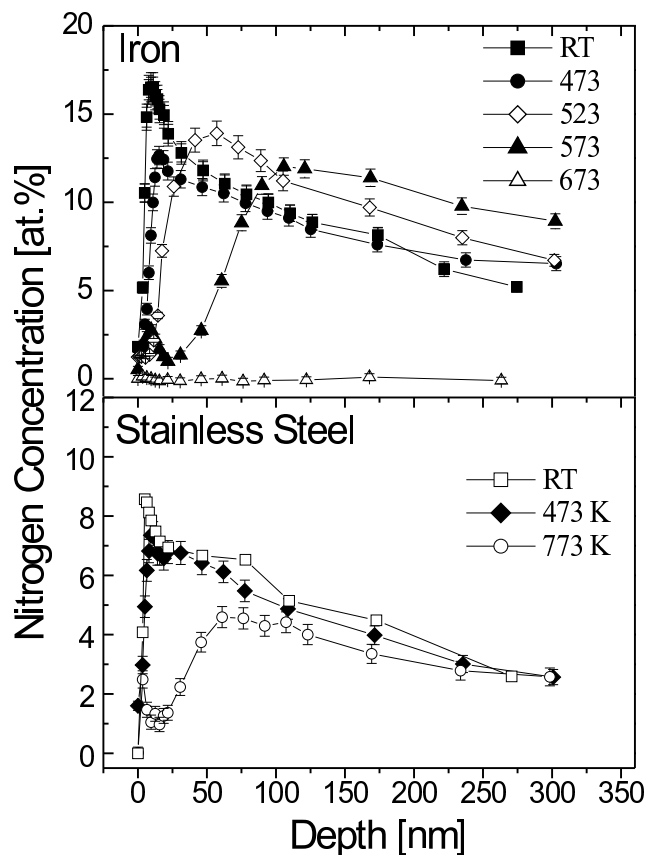 Nitrogen Concentration [at.%]
20
15
10
5
0
Iron
RT
473
523
573
673
12
10
8
6
4
2
0
Stainless Steel
RT
473 K
773 K
0 50 100 150 200 250 300 350
Depth [nm]